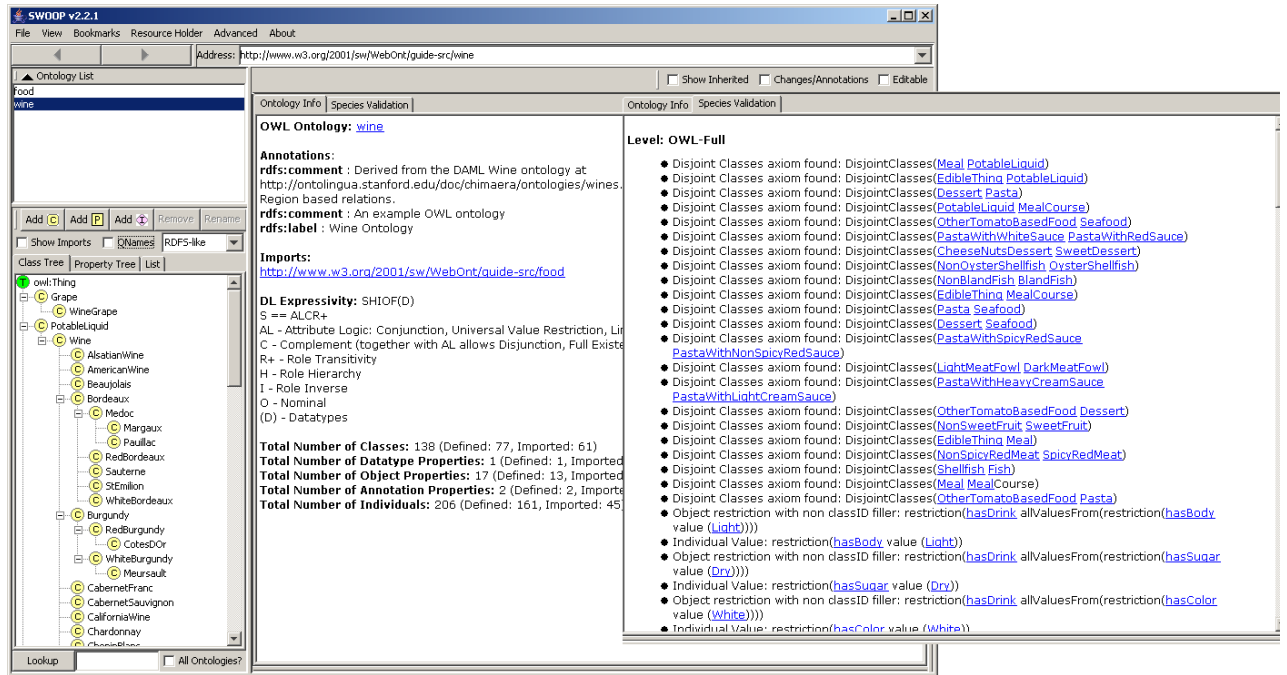 SWOOP v2.2.1
File View Bookmarks Resource Holder Advanced About
Address: http://www.w3.org/2001/sw/WebOnt/guide-src/wine
Ontology List
food
wine
Show Inherited Changes/Annotations Editable
Add C Add P Add I Remove Rename
Show Imports QNames RDFS-like
Class Tree Property Tree List
T owl:Thing
C Grape
C WineGrape
C PotableLiquid
C Wine
C AlsatianWine
C AmericanWine
C Beaujolais
C Bordeaux
C Medoc
C Margaux
C Pauillac
C RedBordeaux
C Sauterne
C StEmilion
C WhiteBordeaux
C Burgundy
C RedBurgundy
C CotesDOr
C WhiteBurgundy
C Meursault
C CabernetFranc
C CabernetSauvignon
C CaliforniaWine
C Chardonnay
C CheninBlanc
Lookup All Ontologies?
Ontology Info Species Validation
OWL Ontology: wine
Annotations:
rdfs:comment : Derived from the DAML Wine ontology at
http://ontolingua.stanford.edu/doc/chimaera/ontologies/wines.
Region based relations.
rdfs:comment : An example OWL ontology
rdfs:label : Wine Ontology
Imports:
http://www.w3.org/2001/sw/WebOnt/guide-src/food
DL Expressivity: SHIOF(D)
S == ALCR+
AL - Attribute Logic: Conjunction, Universal Value Restriction,
C - Complement (together with AL allows Disjunction, Full
R+ - Role Transitivity
H - Role Hierarchy
I - Role Inverse
O - Nominal
(D) - Datatypes
Total Number of Classes: 138 (Defined: 77, Imported: 61)
Total Number of Datatype Properties: 1 (Defined: 1, Imported
Total Number of Object Properties: 17 (Defined: 13, Imported
Total Number of Annotation Properties: 2 (Defined: 2,
Total Number of Individuals: 206 (Defined: 161, Imported: 45
Ontology Info Species Validation
Level: OWL-Full
Disjoint Classes axiom found: DisjointClasses(Meal PotableLiquid)
Disjoint Classes axiom found: DisjointClasses(EdibleThing PotableLiquid)
Disjoint Classes axiom found: DisjointClasses(Dessert Pasta)
Disjoint Classes axiom found: DisjointClasses(PotableLiquid MealCourse)
Disjoint Classes axiom found: DisjointClasses(OtherTomatoBasedFood Seafood)
Disjoint Classes axiom found: DisjointClasses(PastaWithWhiteSauce PastaWithRedSauce)
Disjoint Classes axiom found: DisjointClasses(CheeseNutsDessert SweetDessert)
Disjoint Classes axiom found: DisjointClasses(NonOysterShellfish OysterShellfish)
Disjoint Classes axiom found: DisjointClasses(NonBlandFish BlandFish)
Disjoint Classes axiom found: DisjointClasses(EdibleThing MealCourse)
Disjoint Classes axiom found: DisjointClasses(Pasta Seafood)
Disjoint Classes axiom found: DisjointClasses(Dessert Seafood)
Disjoint Classes axiom found: DisjointClasses(PastaWithSpicyRedSauce
PastaWithNonSpicyRedSauce)
Disjoint Classes axiom found: DisjointClasses(LightMeatFowl DarkMeatFowl)
Disjoint Classes axiom found: DisjointClasses(PastaWithHeavyCreamSauce
PastaWithLightCreamSauce)
Disjoint Classes axiom found: DisjointClasses(OtherTomatoBasedFood Dessert)
Disjoint Classes axiom found: DisjointClasses(NonSweetFruit SweetFruit)
Disjoint Classes axiom found: DisjointClasses(EdibleThing Meal)
Disjoint Classes axiom found: DisjointClasses(NonSpicyRedMeat SpicyRedMeat)
Disjoint Classes axiom found: DisjointClasses(Shellfish Fish)
Disjoint Classes axiom found: DisjointClasses(Meal MealCourse)
Disjoint Classes axiom found: DisjointClasses(OtherTomatoBasedFood Pasta)
Object restriction with non classID filler: restriction(hasDrink allValuesFrom(restriction(hasBody
value (Light))))
Individual Value: restriction(hasBody value (Light))
Object restriction with non classID filler: restriction(hasDrink allValuesFrom(restriction(hasSugar
value (Dry))))
Individual Value: restriction(hasSugar value (Dry))
Object restriction with non classID filler: restriction(hasDrink allValuesFrom(restriction(hasColor
value (White))))
Individual Value: restriction(hasColor value (White))